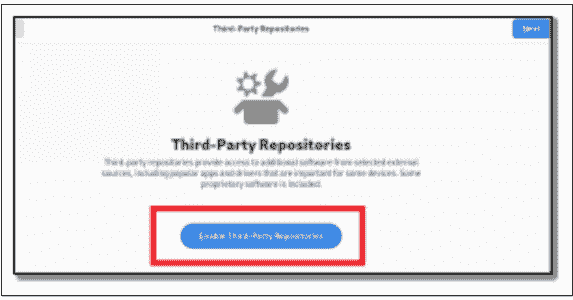 Third-Party Repositories
Next
Third-Party Repositories
Third-party repositories provide access to additional software from selected external
sources, including popular apps and drivers that are important for some devices. Some
proprietary software is included.
Enable Third-Party Repositories